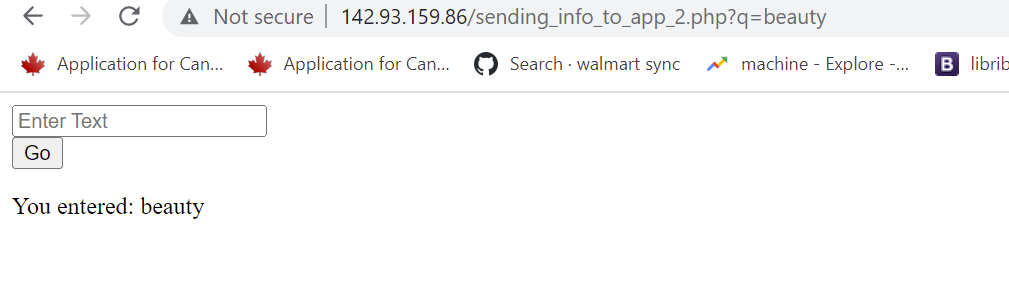 Not secure | 142.93.159.86/sending_info_to_app_2.php?q=beauty
Application for Can... Application for Can... Search · walmart sync machine - Explore -... B librib
Enter Text
Go
You entered: beauty